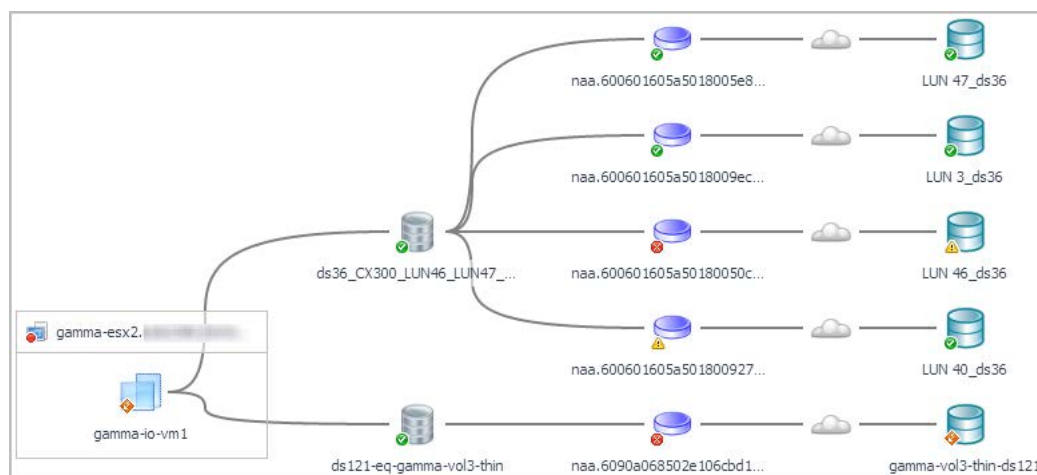 naa.600601605a5018005e8...
LUN 47_ds36
naa.600601605a5018009ec...
LUN 3_ds36
ds36_CX300_LUN46_LUN47_...
naa.600601605a50180050c...
LUN 46_ds36
gamma-esx2.
naa.600601605a501800927...
LUN 40_ds36
gamma-io-vm1
ds121-eq-gamma-vol3-thin
naa.6090a068502e106cbd1...
gamma-vol3-thin-ds121